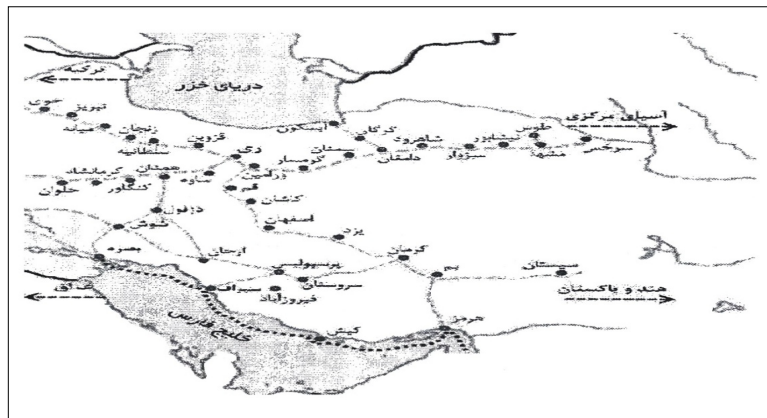 ترکیه
دریای خزر
خوی
تبریز
میانه
زنجان
سلطانیه
قزوین
آبسکون
گرگان
شاهرود
نیشابور
طوس
آسیای مرکزی
سرخس
مشهد
سبزوار
دامغان
سمنان
گرمسار
ورامین
ری
ساوه
قم
همدان
کنگاور
کرمانشاه
حلوان
کاشان
دزفول
شوش
اصفهان
یزد
بصره
ارجان
پرسپولیس
کرمان
بم
سیستان
عراق
سیراف
فیروزآباد
سروستان
هند و پاکستان
خلیج فارس
کیش
هرمز